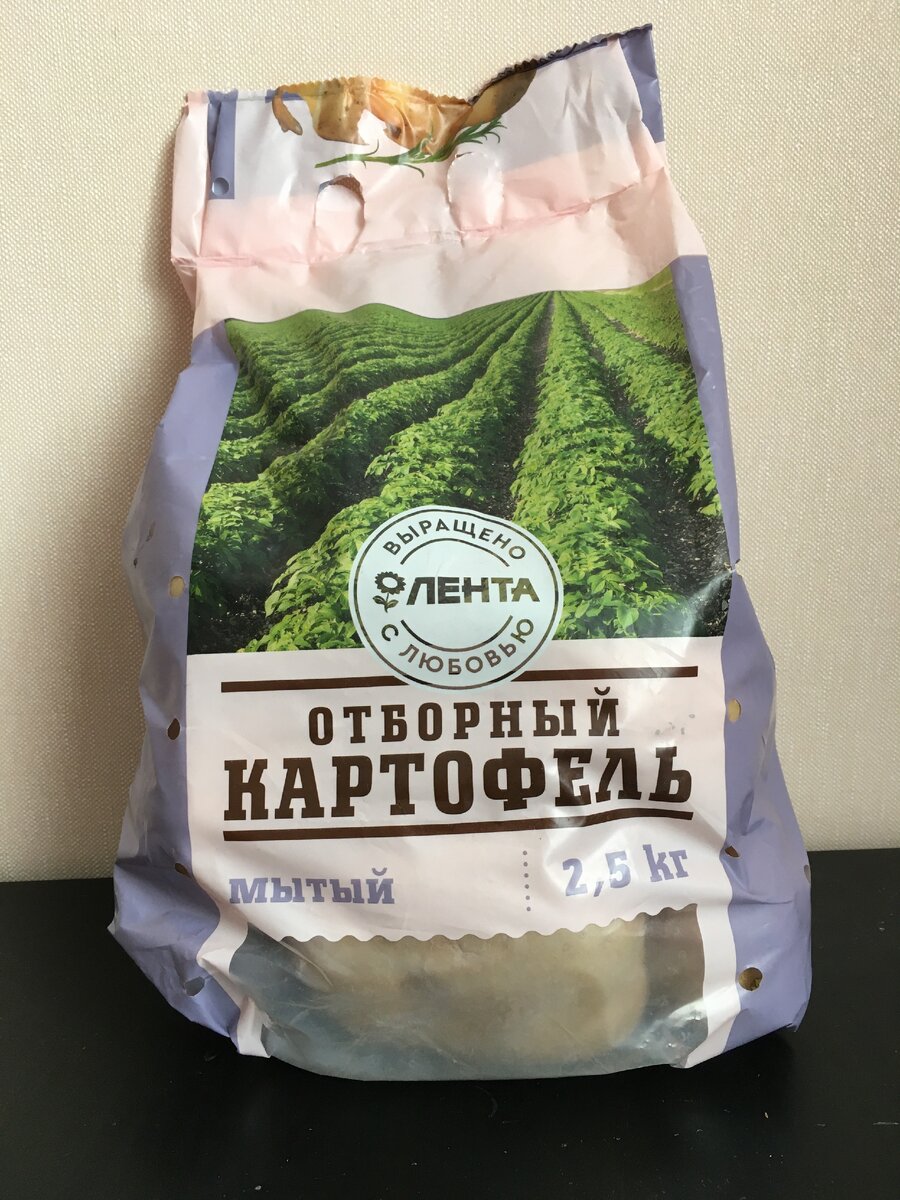 ВЫРАЩЕНО
ЛЕНТА
С ЛЮБОВЬЮ
ОТБОРНЫЙ
КАРТОФЕЛЬ
мытый
2,5 кг